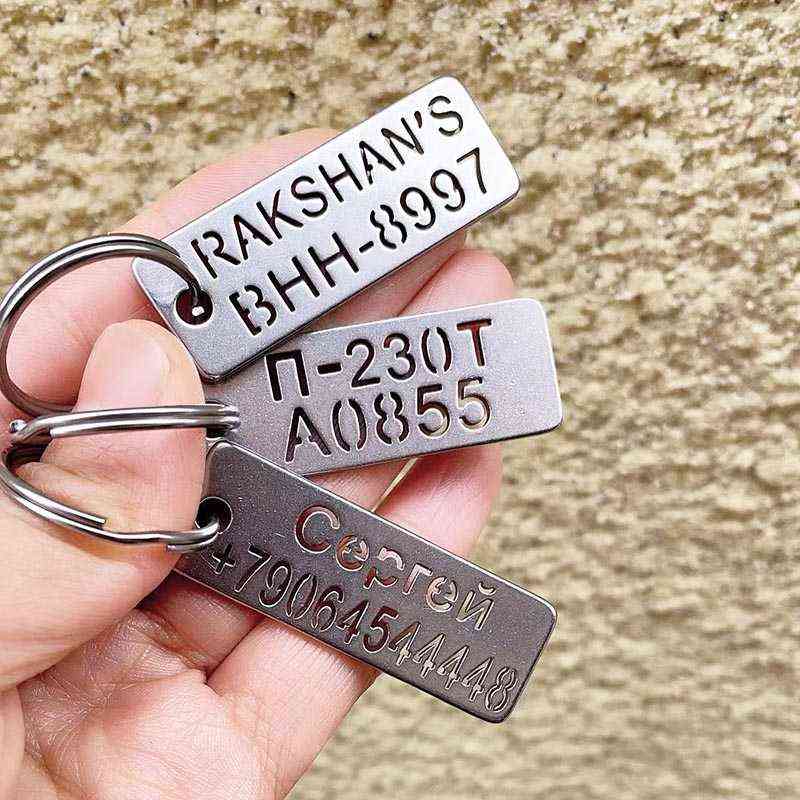 RAKSHAN'S
BHH-8997
П-230Т
А0855
Сергей
+79064544448